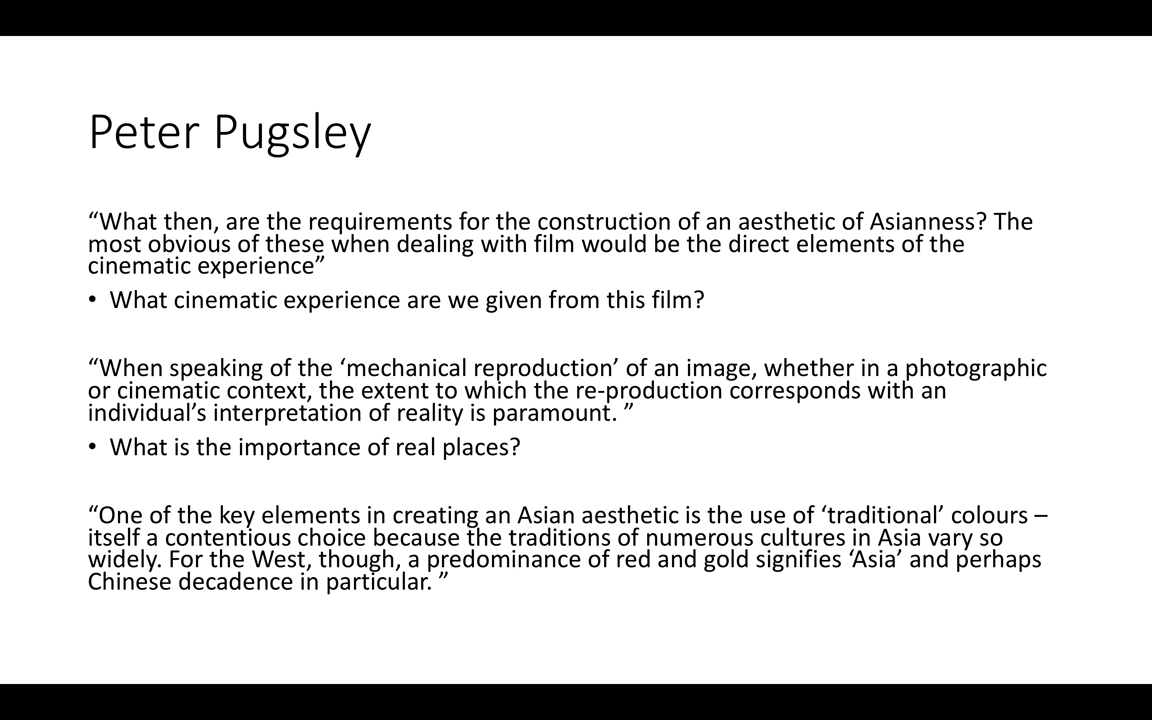 Peter Pugsley
“What then, are the requirements for the construction of an aesthetic of Asianness? The
most obvious of these when dealing with film would be the direct elements of the
cinematic experience”
• What cinematic experience are we given from this film?
“When speaking of the ‘mechanical reproduction’ of an image, whether in a photographic
or cinematic context, the extent to which the re-production corresponds with an
individual’s interpretation of reality is paramount. ”
• What is the importance of real places?
“One of the key elements in creating an Asian aesthetic is the use of ‘traditional’ colours –
itself a contentious choice because the traditions of numerous cultures in Asia vary so
widely. For the West, though, a predominance of red and gold signifies ‘Asia’ and perhaps
Chinese decadence in particular. ”